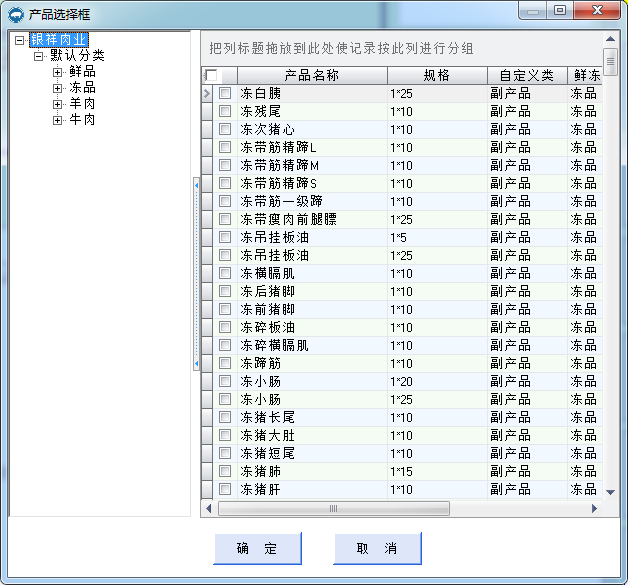 产品选择框
银祥肉业
默认分类
鲜品
冻品
羊肉
牛肉
把列标题拖放到此处使记录按此列进行分组
产品名称 规格 自定义类 鲜冻
冻白胰 1*25 副产品 冻品
冻残尾 1*10 副产品 冻品
冻次猪心 1*10 副产品 冻品
冻带筋精蹄L 1*10 副产品 冻品
冻带筋精蹄M 1*10 副产品 冻品
冻带筋精蹄S 1*10 副产品 冻品
冻带筋一级蹄 1*10 副产品 冻品
冻带瘦肉前腿膘 1*25 副产品 冻品
冻吊挂板油 1*5 副产品 冻品
冻吊挂板油 1*25 副产品 冻品
冻横膈肌 1*10 副产品 冻品
冻后猪脚 1*10 副产品 冻品
冻前猪脚 1*10 副产品 冻品
冻碎板油 1*10 副产品 冻品
冻碎横膈肌 1*10 副产品 冻品
冻蹄筋 1*10 副产品 冻品
冻小肠 1*20 副产品 冻品
冻小肠 1*25 副产品 冻品
冻猪长尾 1*10 副产品 冻品
冻猪大肚 1*10 副产品 冻品
冻猪短尾 1*10 副产品 冻品
冻猪肺 1*15 副产品 冻品
冻猪肝 1*10 副产品 冻品
确 定 取 消